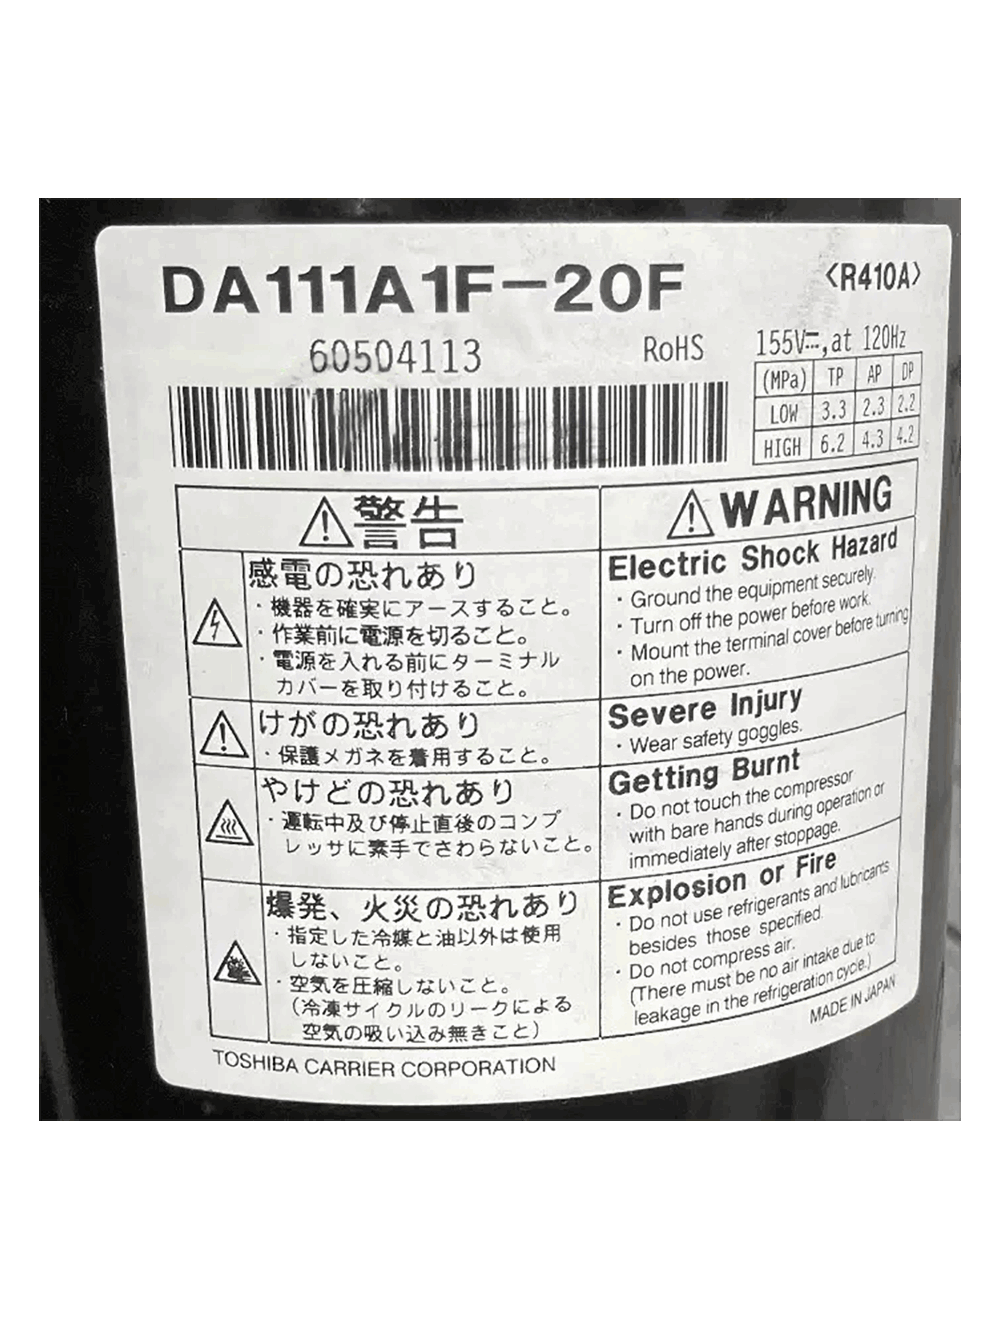 DA111A1F-20F
<R410A>
60504113
RoHS
155V⎓,at 120Hz
(MPa) TP AP DP
LOW 3.3 2.3 2.2
HIGH 6.2 4.3 4.2
警告
感電の恐れあり
・機器を確実にアースすること。
・作業前に電源を切ること。
・電源を入れる前にターミナル
カバーを取り付けること。
けがの恐れあり
・保護メガネを着用すること。
やけどの恐れあり
・運転中及び停止直後のコンプ
レッサに素手でさわらないこと。
爆発、火災の恐れあり
・指定した冷媒と油以外は使用
しないこと。
・空気を圧縮しないこと。
（冷凍サイクルのリークによる
空気の吸い込み無きこと）
WARNING
Electric Shock Hazard
・Ground the equipment securely.
・Turn off the power before work.
・Mount the terminal cover before turning
on the power.
Severe Injury
・Wear safety goggles.
Getting Burnt
・Do not touch the compressor
with bare hands during operation or
immediately after stoppage.
Explosion or Fire
・Do not use refrigerants and lubricants
besides those specified.
・Do not compress air.
(There must be no air intake due to
leakage in the refrigeration cycle.)
TOSHIBA CARRIER CORPORATION
MADE IN JAPAN